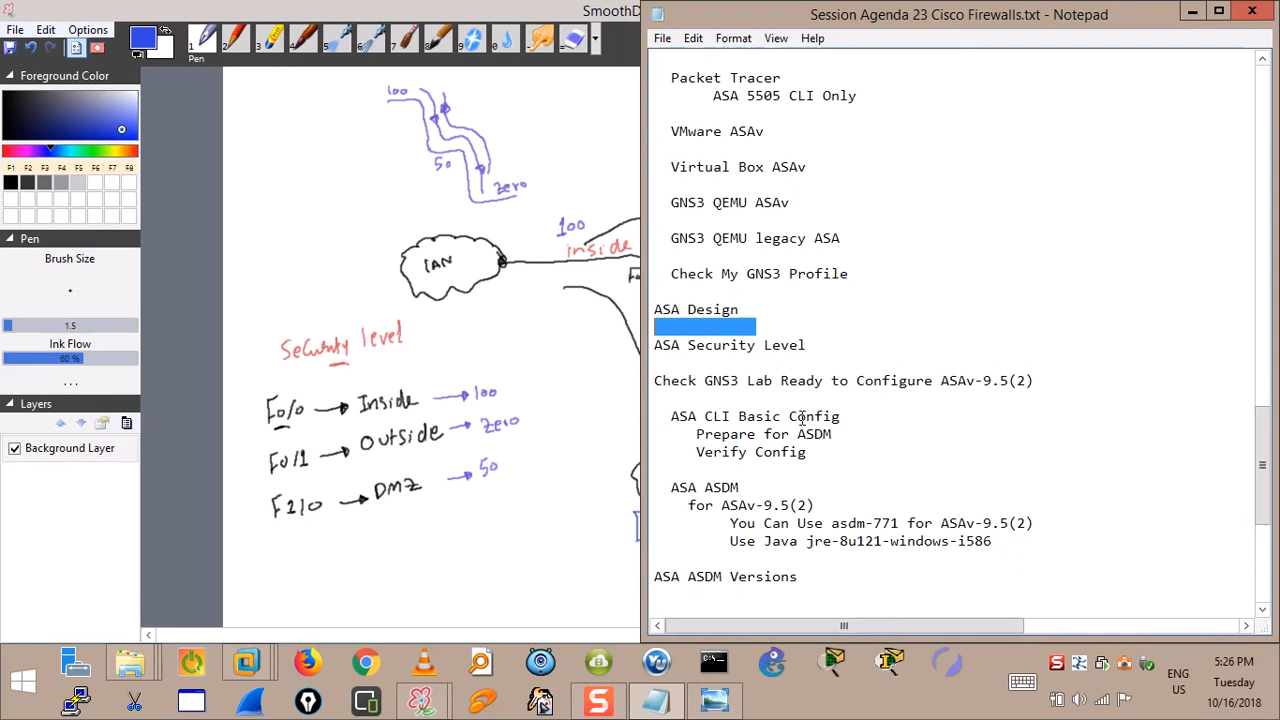 SmoothD
File Edit Options
Pen
Foreground Color
F1 F2 F3 F4 F5 F6 F7 F8
Pen
Brush Size
1.5
Ink Flow
60 %
...
Layers
Background Layer
100
50
zero
100
inside
LAN
Security level
F0/0 → Inside → 100
F0/1 → Outside → zero
F2/0 → DMZ → 50
Session Agenda 23 Cisco Firewalls.txt - Notepad
File Edit Format View Help
Packet Tracer
ASA 5505 CLI Only
VMware ASAv
Virtual Box ASAv
GNS3 QEMU ASAv
GNS3 QEMU legacy ASA
Check My GNS3 Profile
ASA Design
ASA Security Level
Check GNS3 Lab Ready to Configure ASAv-9.5(2)
ASA CLI Basic Config
Prepare for ASDM
Verify Config
ASA ASDM
for ASAv-9.5(2)
You Can Use asdm-771 for ASAv-9.5(2)
Use Java jre-8u121-windows-i586
ASA ASDM Versions
ENG
US
5:26 PM
Tuesday
10/16/2018